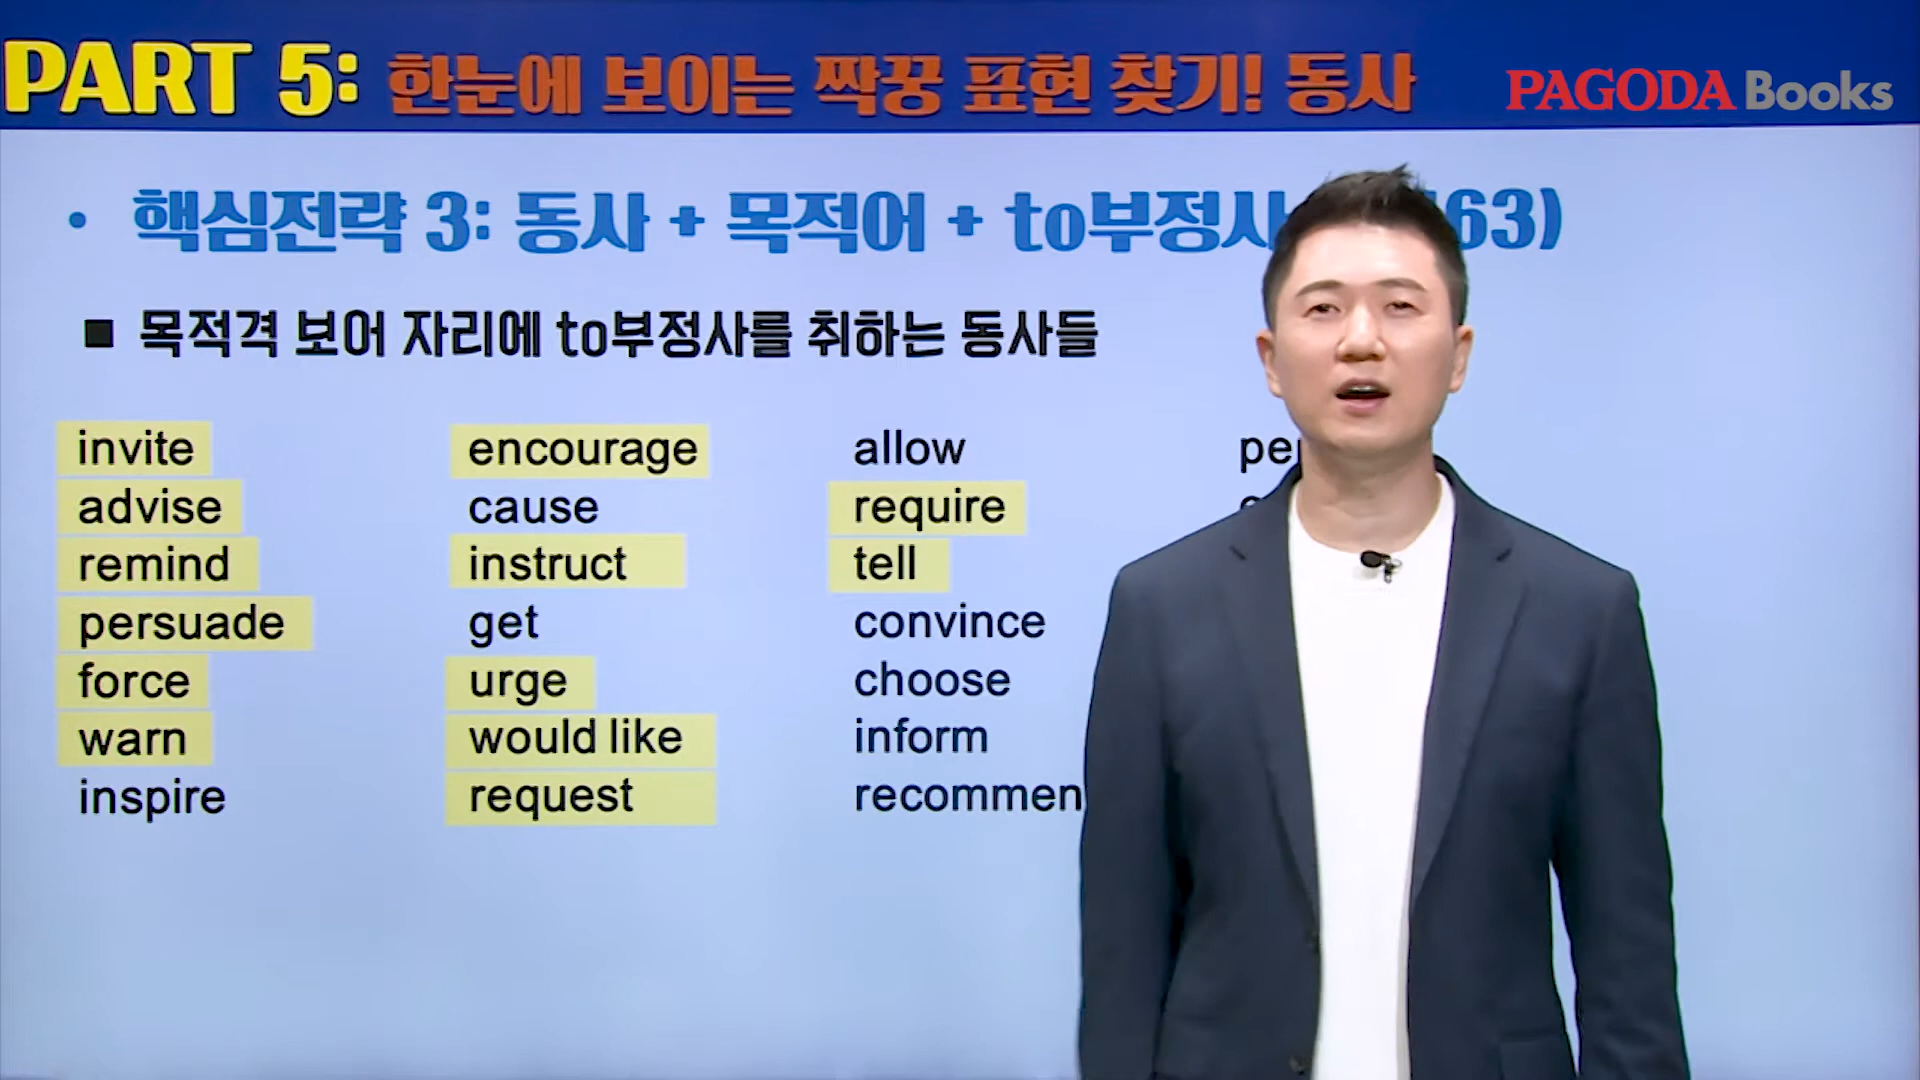 PART 5: 한눈에 보이는 짝꿍 표현 찾기! 동사
PAGODA Books
• 핵심전략 3: 동사 + 목적어 + to부정사 63)
■ 목적격 보어 자리에 to부정사를 취하는 동사들
invite encourage allow
advise cause require
remind instruct tell
persuade get convince
force urge choose
warn would like inform
inspire request recommen